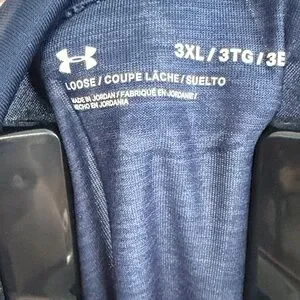 3XL / 3TG / 3E
LOOSE / COUPE LÂCHE / SUELTO
MADE IN JORDAN / FABRIQUÉ EN JORDANIE /
HECHO EN JORDANIA